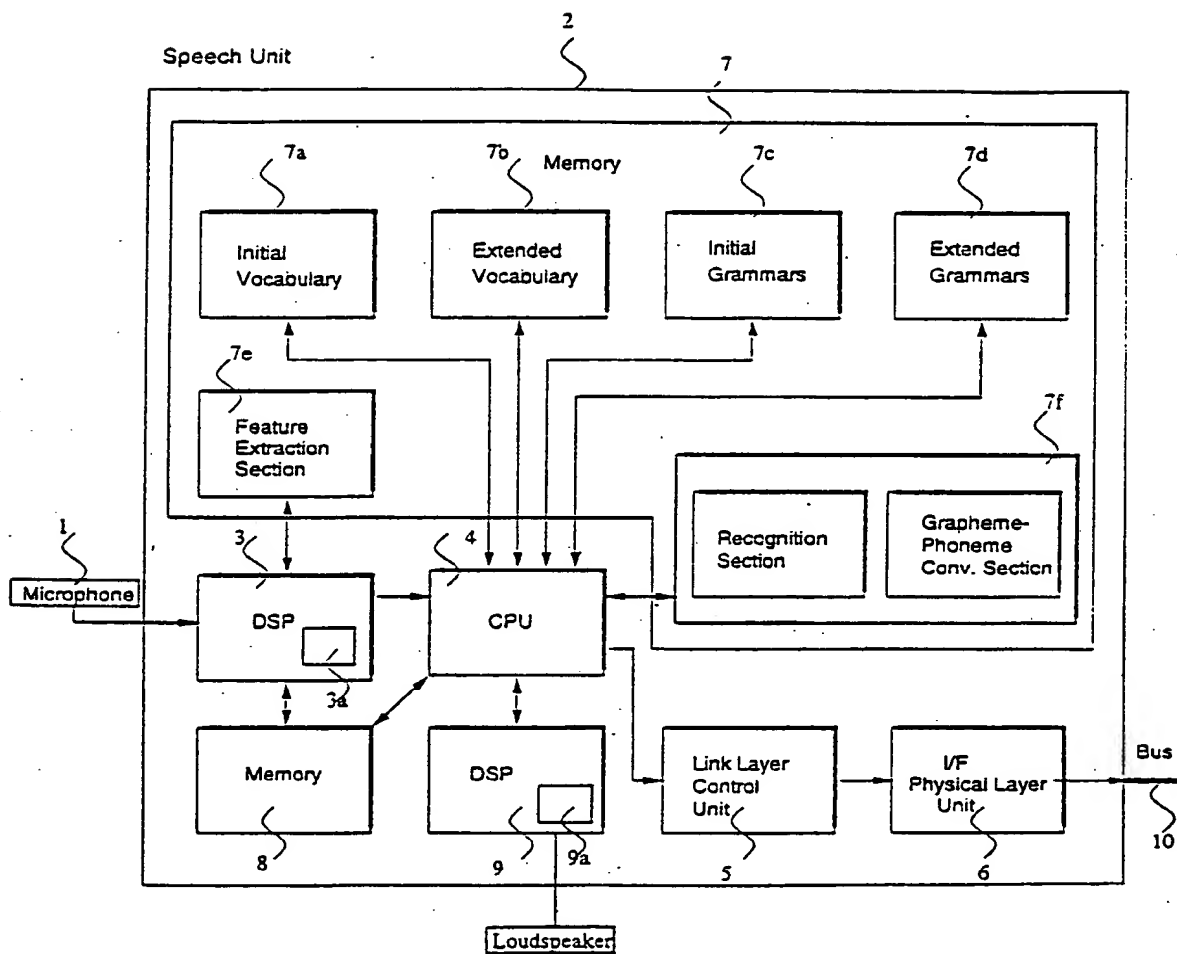 2
Speech Unit
7
7a
7b
Memory
7c
7d
Initial
Vocabulary
Extended
Vocabulary
Initial
Grammars
Extended
Grammars
7e
7f
Feature
Extraction
Section
Recognition
Section
Grapheme-
Phoneme
Conv. Section
1
3
4
Microphone
DSP
3a
CPU
Memory
DSP
9a
Link Layer
Control
Unit
I/F
Physical Layer
Unit
Bus
10
8
9
5
6
Loudspeaker